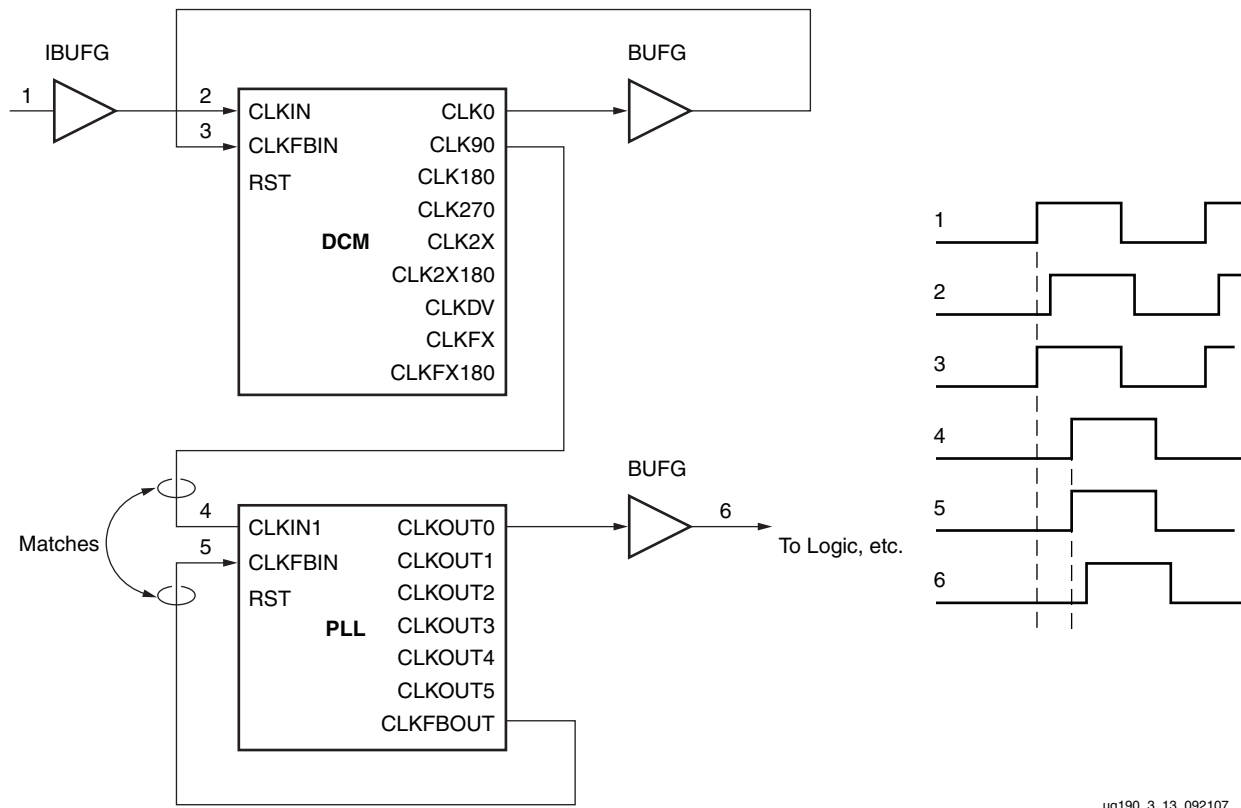 IBUFG
BUFG
1
2
3
CLKIN
CLKFBIN
RST
DCM
CLK0
CLK90
CLK180
CLK270
CLK2X
CLK2X180
CLKDV
CLKFX
CLKFX180
Matches
4
5
CLKIN1
CLKFBIN
RST
PLL
CLKOUT0
CLKOUT1
CLKOUT2
CLKOUT3
CLKOUT4
CLKOUT5
CLKFBOUT
BUFG
6
To Logic, etc.
1
2
3
4
5
6
ug190_3_13_092107